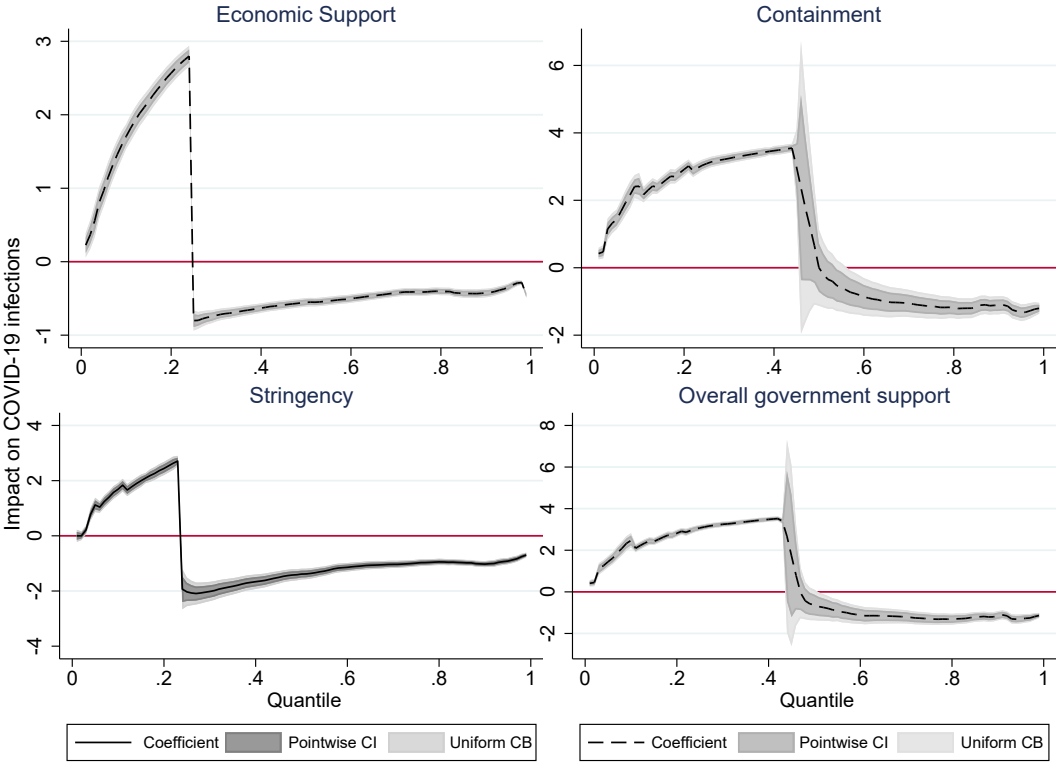 Economic Support
Containment
3
2
1
0
-1
0 .2 .4 .6 .8 1
6
4
2
0
-2
0 .2 .4 .6 .8 1
Impact on COVID-19 infections
Stringency
Overall government support
4
2
0
-2
-4
0 .2 .4 .6 .8 1
Quantile
8
6
4
2
0
-2
0 .2 .4 .6 .8 1
Quantile
Coefficient Pointwise CI Uniform CB
Coefficient Pointwise CI Uniform CB